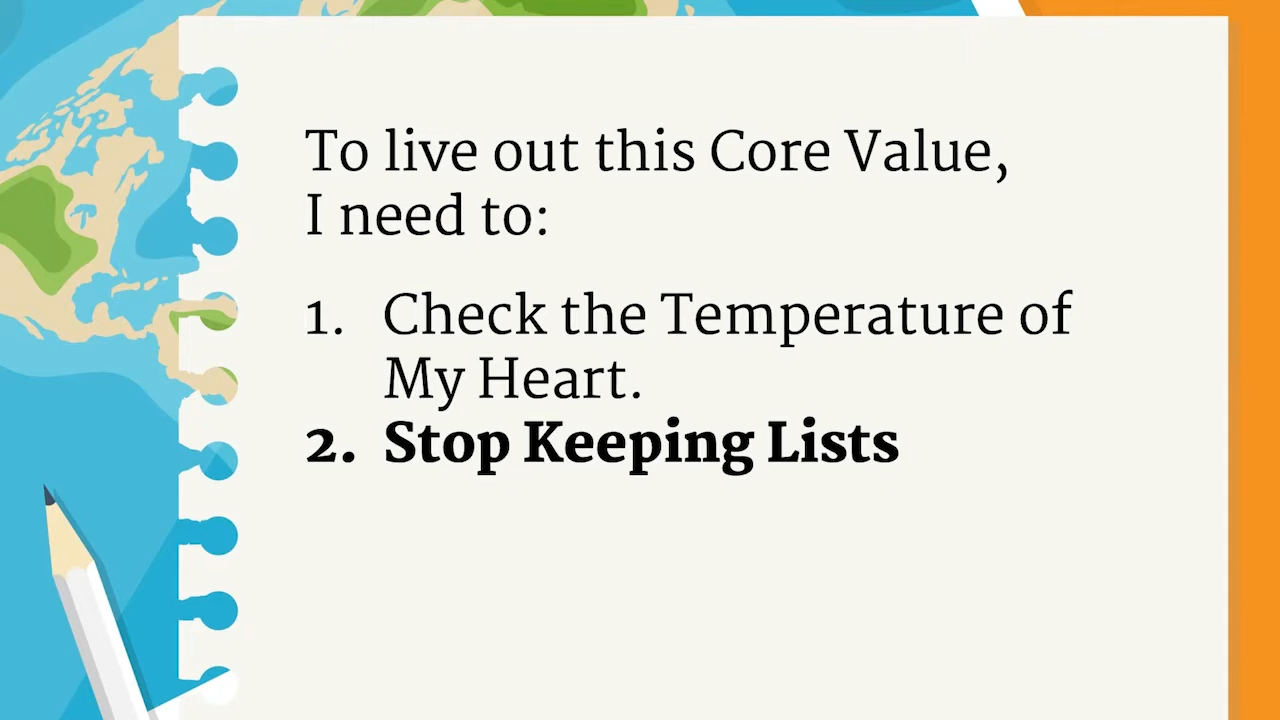 To live out this Core Value,
I need to:
1. Check the Temperature of
My Heart.
2. Stop Keeping Lists